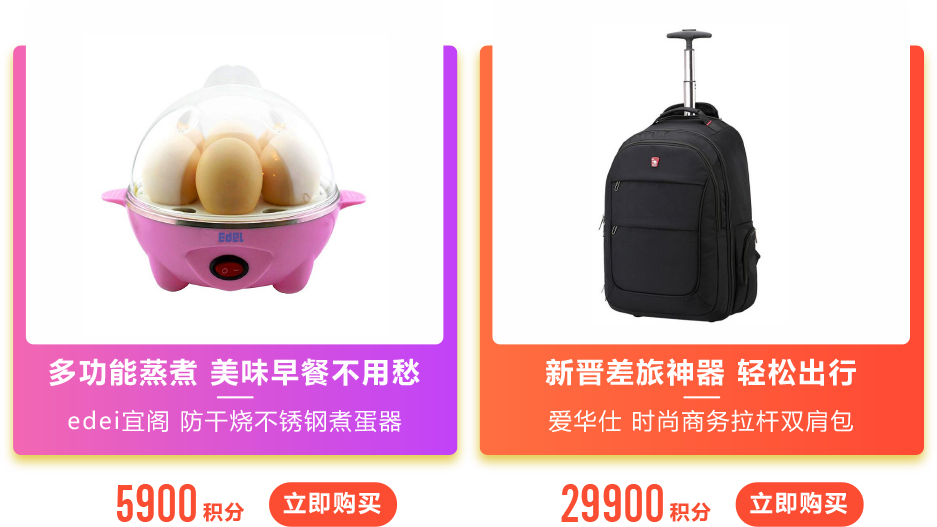 Edei
多功能蒸煮 美味早餐不用愁
edei宜阁 防干烧不锈钢煮蛋器
5900积分 立即购买
新晋差旅神器 轻松出行
爱华仕 时尚商务拉杆双肩包
29900积分 立即购买